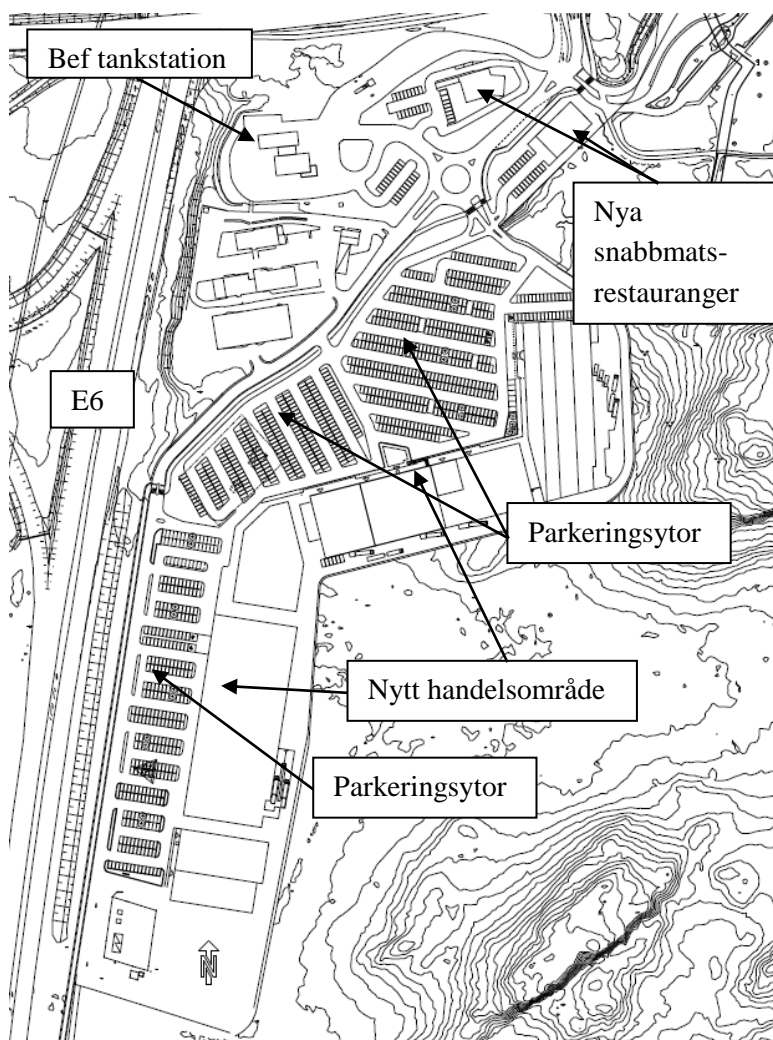 Bef tankstation
Nya
snabbmats-
restauranger
E6
Parkeringsytor
Nytt handelsområde
Parkeringsytor
N